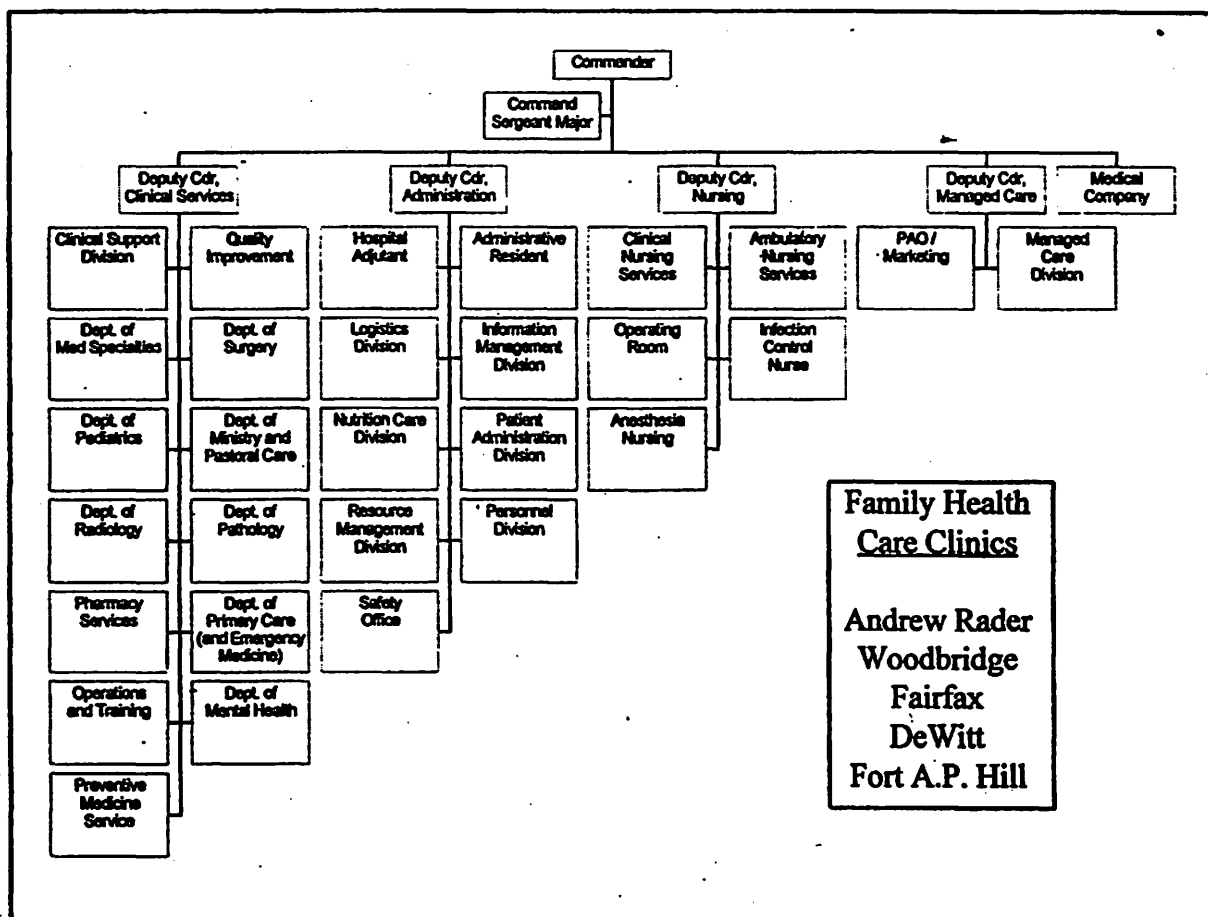 Commander
Command
Sergeant Major
Deputy Cdr,
Clinical Services
Deputy Cdr,
Administration
Deputy Cdr,
Nursing
Deputy Cdr,
Managed Care
Medical
Company
Clinical Support
Division
Quality
Improvement
Hospital
Adjutant
Administrative
Resident
Clinical
Nursing
Services
Ambulatory
Nursing
Services
PAO /
Marketing
Managed
Care
Division
Dept. of
Med Specialties
Dept. of
Surgery
Logistics
Division
Information
Management
Division
Operating
Room
Infection
Control
Nurse
Dept. of
Pediatrics
Dept. of
Ministry and
Pastoral Care
Nutrition Care
Division
Patient
Administration
Division
Anesthesia
Nursing
Dept. of
Radiology
Dept. of
Pathology
Resource
Management
Division
Personnel
Division
Pharmacy
Services
Dept. of
Primary Care
(and Emergency
Medicine)
Safety
Office
Operations
and Training
Dept. of
Mental Health
Preventive
Medicine
Service
Family Health
Care Clinics
Andrew Rader
Woodbridge
Fairfax
DeWitt
Fort A.P. Hill